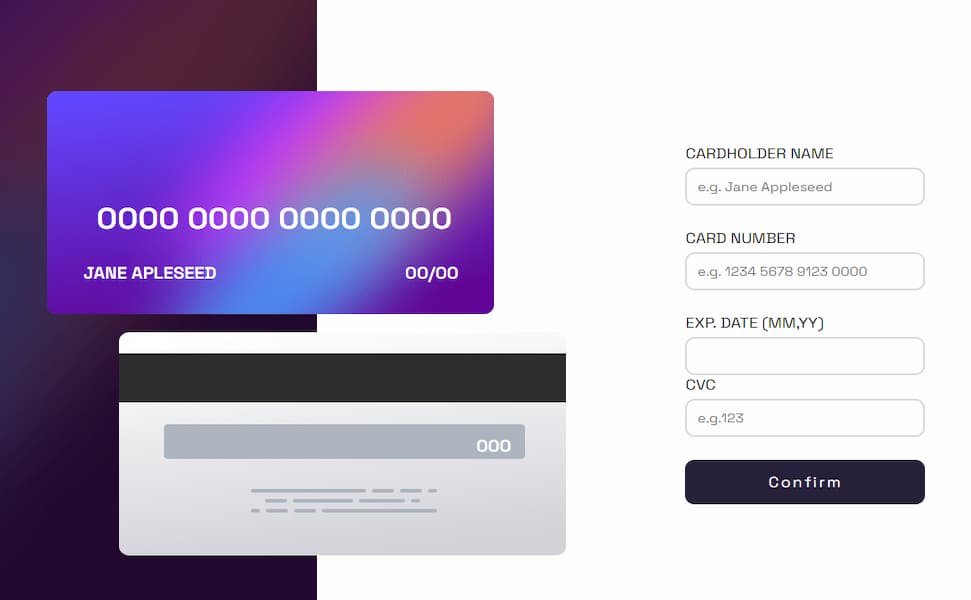 0000 0000 0000 0000
JANE APLESEED
00/00
000
CARDHOLDER NAME
e.g. Jane Appleseed
CARD NUMBER
e.g. 1234 5678 9123 0000
EXP. DATE (MM,YY)
CVC
e.g.123
Confirm